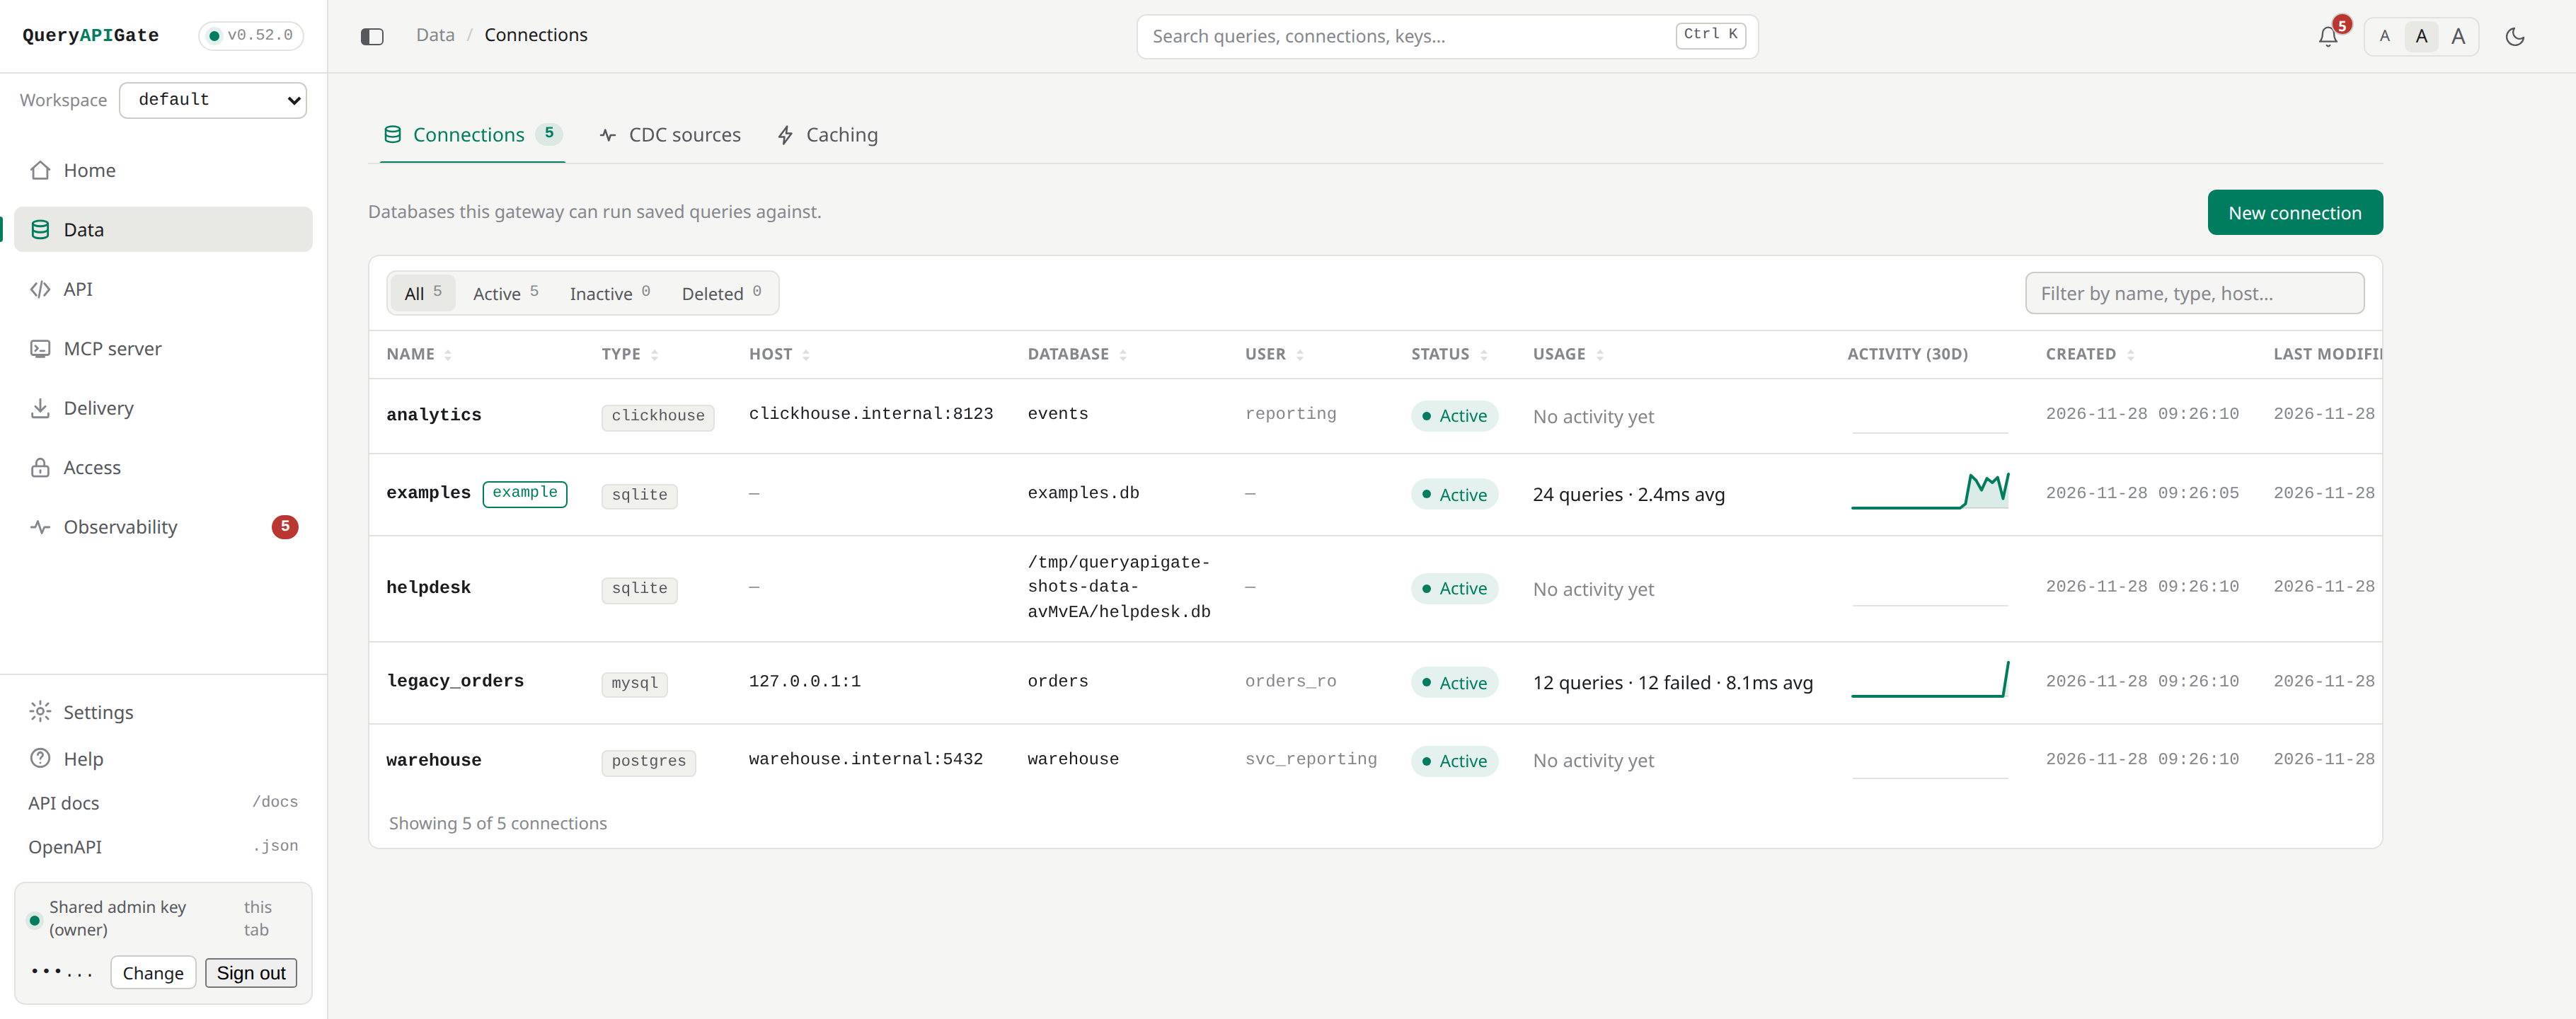 QueryAPIGate
v0.52.0
Data / Connections
Search queries, connections, keys...
Ctrl K
5
A A A
Workspace
default
Home
Data
API
MCP server
Delivery
Access
Observability 5
Settings
Help
API docs /docs
OpenAPI .json
Shared admin key (owner)
this tab
•••...
Change
Sign out
Connections 5
CDC sources
Caching
Databases this gateway can run saved queries against.
New connection
All 5 Active 5 Inactive 0 Deleted 0
Filter by name, type, host...
NAME TYPE HOST DATABASE USER STATUS USAGE ACTIVITY (30D) CREATED LAST MODIFI
analytics clickhouse clickhouse.internal:8123 events reporting Active No activity yet 2026-11-28 09:26:10 2026-11-28
examples example sqlite — examples.db — Active 24 queries · 2.4ms avg 2026-11-28 09:26:05 2026-11-28
helpdesk sqlite — /tmp/queryapigate-shots-data-avMvEA/helpdesk.db — Active No activity yet 2026-11-28 09:26:10 2026-11-28
legacy_orders mysql 127.0.0.1:1 orders orders_ro Active 12 queries · 12 failed · 8.1ms avg 2026-11-28 09:26:10 2026-11-28
warehouse postgres warehouse.internal:5432 warehouse svc_reporting Active No activity yet 2026-11-28 09:26:10 2026-11-28
Showing 5 of 5 connections